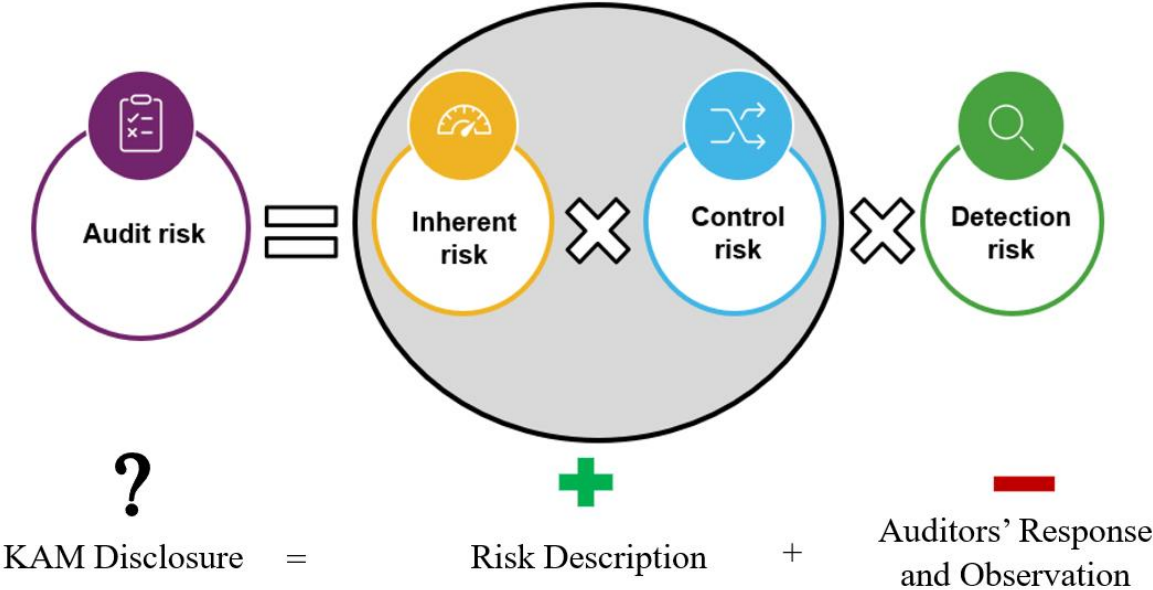 Audit risk
Inherent
risk
Control
risk
Detection
risk
?
KAM Disclosure = Risk Description + Auditors’ Response
and Observation